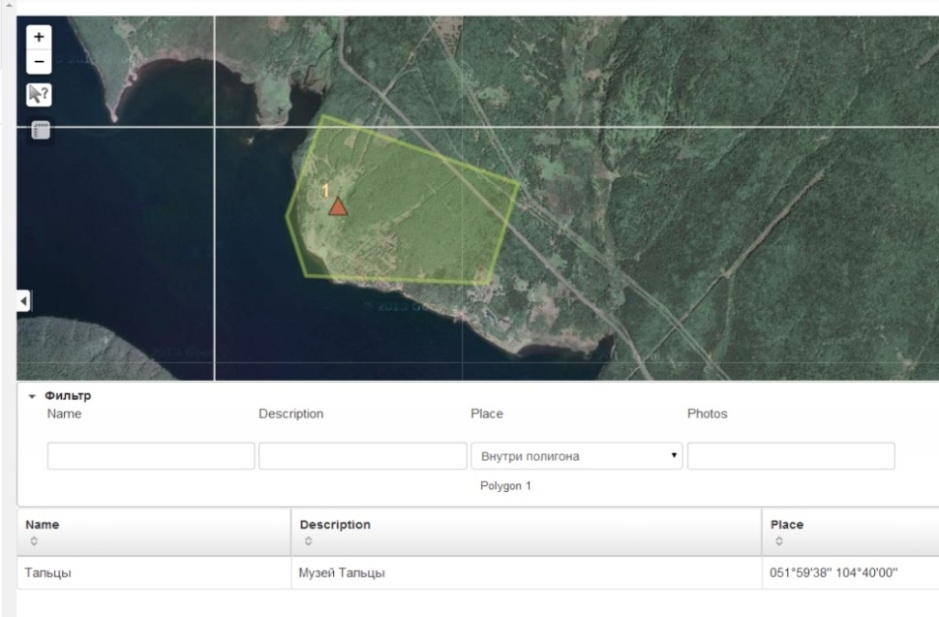 +
−
?
1
Фильтр
Name Description Place Photos
Внутри полигона
Polygon 1
Name Description Place
Тальцы Музей Тальцы 051°59'38" 104°40'00"